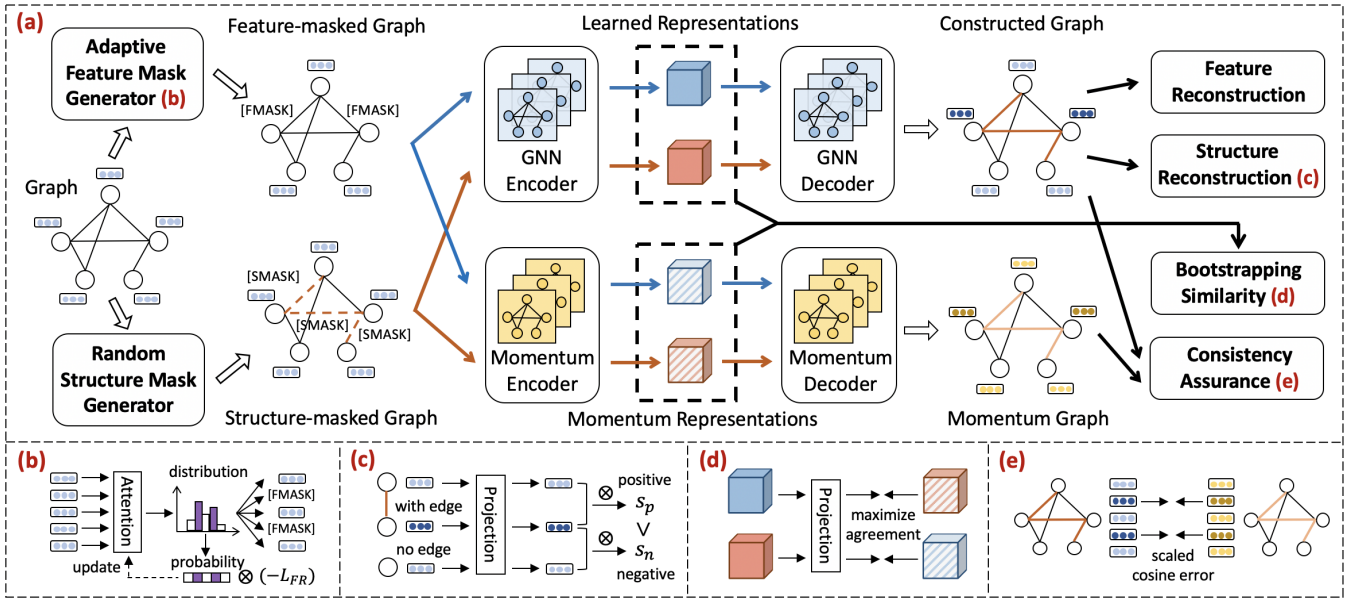 (a)
Adaptive
Feature Mask
Generator (b)
Graph
Random
Structure Mask
Generator
Feature-masked Graph
[FMASK]
[FMASK]
[SMASK]
[SMASK]
[SMASK]
Structure-masked Graph
Learned Representations
GNN
Encoder
GNN
Decoder
Momentum
Encoder
Momentum
Decoder
Momentum Representations
Constructed Graph
Momentum Graph
Feature
Reconstruction
Structure
Reconstruction (c)
Bootstrapping
Similarity (d)
Consistency
Assurance (e)
(b)
Attention
distribution
[FMASK]
[FMASK]
update
probability
⊗ (−L_FR)
(c)
with edge
no edge
Projection
⊗
positive
s_p
∨
⊗
s_n
negative
(d)
Projection
maximize
agreement
(e)
scaled
cosine error